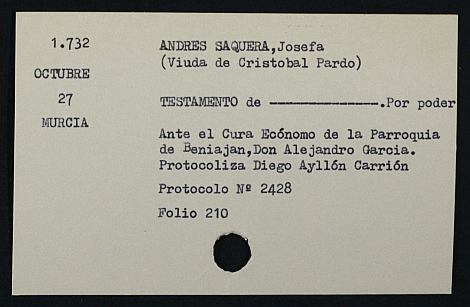 1.732
OCTUBRE
27
MURCIA
ANDRES SAQUERA,Josefa
(Viuda de Cristobal Pardo)
TESTAMENTO de ----------------.Por poder
Ante el Cura Ecónomo de la Parroquia
de Beniajan,Don Alejandro Garcia.
Protocoliza Diego Ayllón Carrión
Protocolo Nº 2428
Folio 210